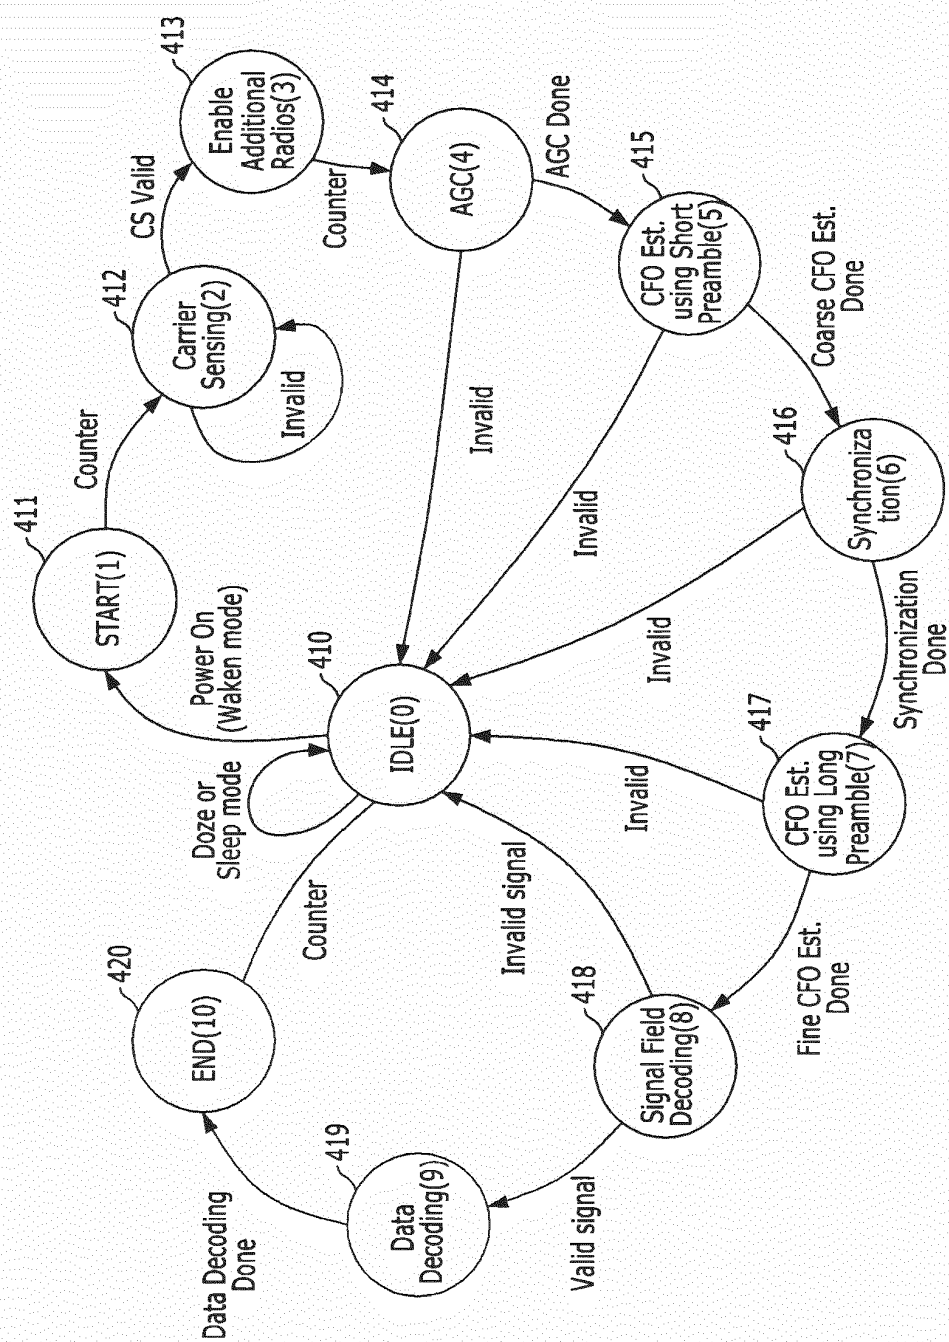 411
START(1)
Counter
412
Carrier
Sensing(2)
Invalid
CS Valid
413
Enable
Additional
Radios(3)
Counter
414
AGC(4)
Invalid
AGC Done
415
CFO Est.
using Short
Preamble(5)
Invalid
Coarse CFO Est.
Done
416
Synchroniza
tion(6)
Invalid
Synchronization
Done
417
CFO Est.
using Long
Preamble(7)
Invalid
Fine CFO Est.
Done
418
Signal Field
Decoding(8)
Invalid signal
Valid signal
419
Data
Decoding(9)
Data Decoding
Done
420
END(10)
Counter
Doze or
Sleep mode
410
IDLE(0)
Power On
(Waken mode)